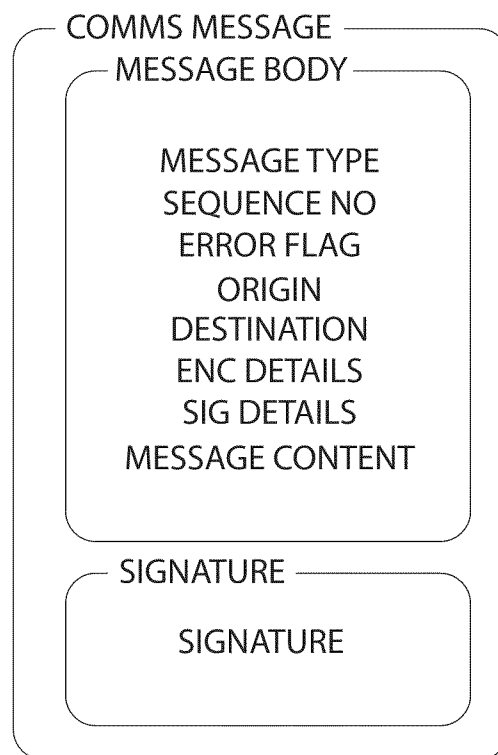 COMMS MESSAGE
MESSAGE BODY
MESSAGE TYPE
SEQUENCE NO
ERROR FLAG
ORIGIN
DESTINATION
ENC DETAILS
SIG DETAILS
MESSAGE CONTENT
SIGNATURE
SIGNATURE